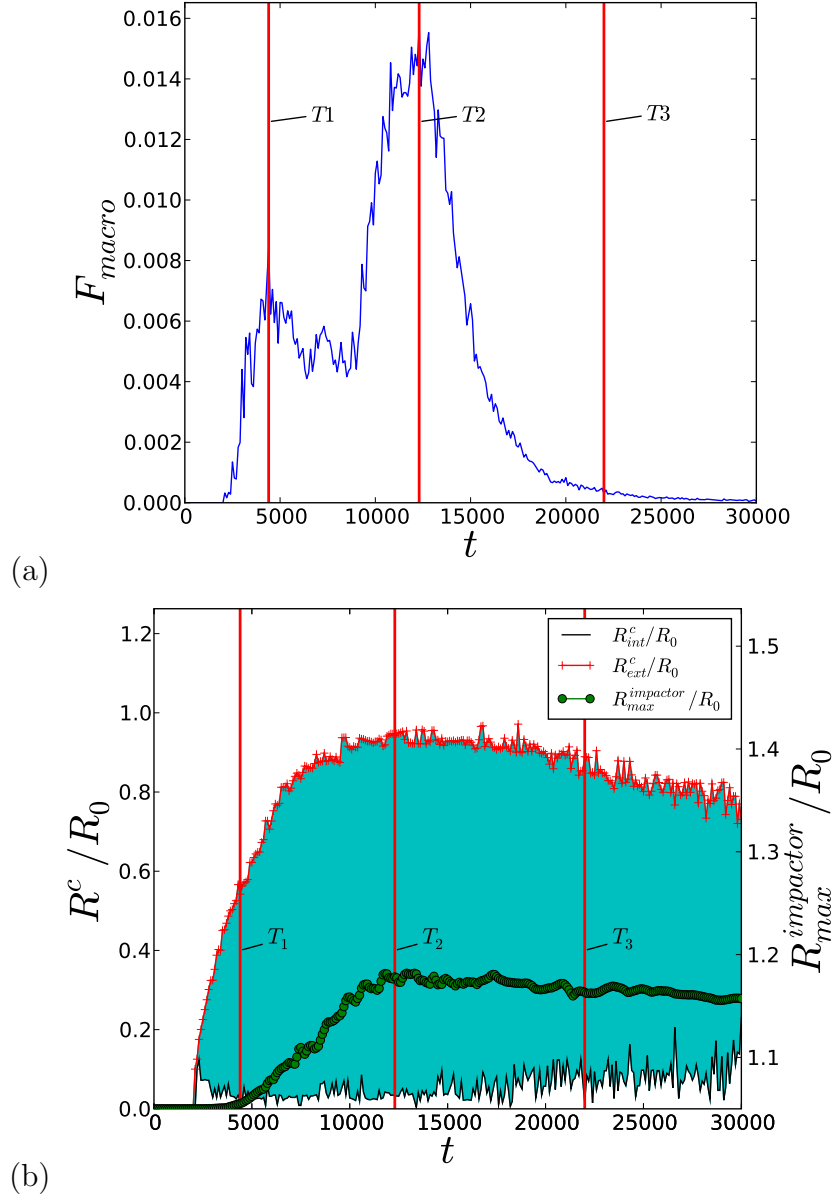 0.016
0.014
0.012
0.010
0.008
0.006
0.004
0.002
0.000
F_macro
T1
T2
T3
0 5000 10000 15000 20000 25000 30000
t
(a)
1.2
1.0
0.8
0.6
0.4
0.2
0.0
R^c/R_0
R^c_int/R_0
R^c_ext/R_0
R^impactor_max/R_0
T_1
T_2
T_3
1.5
1.4
1.3
1.2
1.1
R^impactor_max/R_0
0 5000 10000 15000 20000 25000 30000
t
(b)